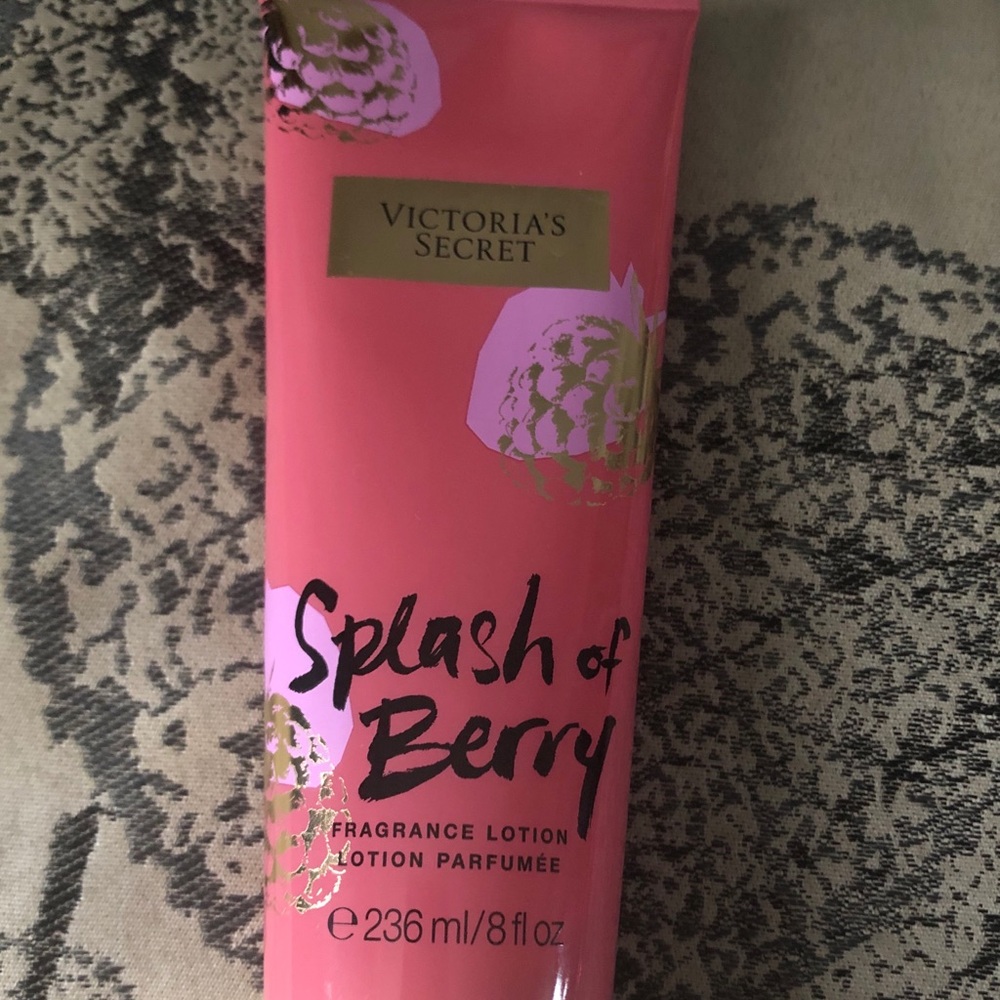 VICTORIA'S
SECRET
Splash of
Berry
FRAGRANCE LOTION
LOTION PARFUMÉE
℮ 236 ml/8 fl oz